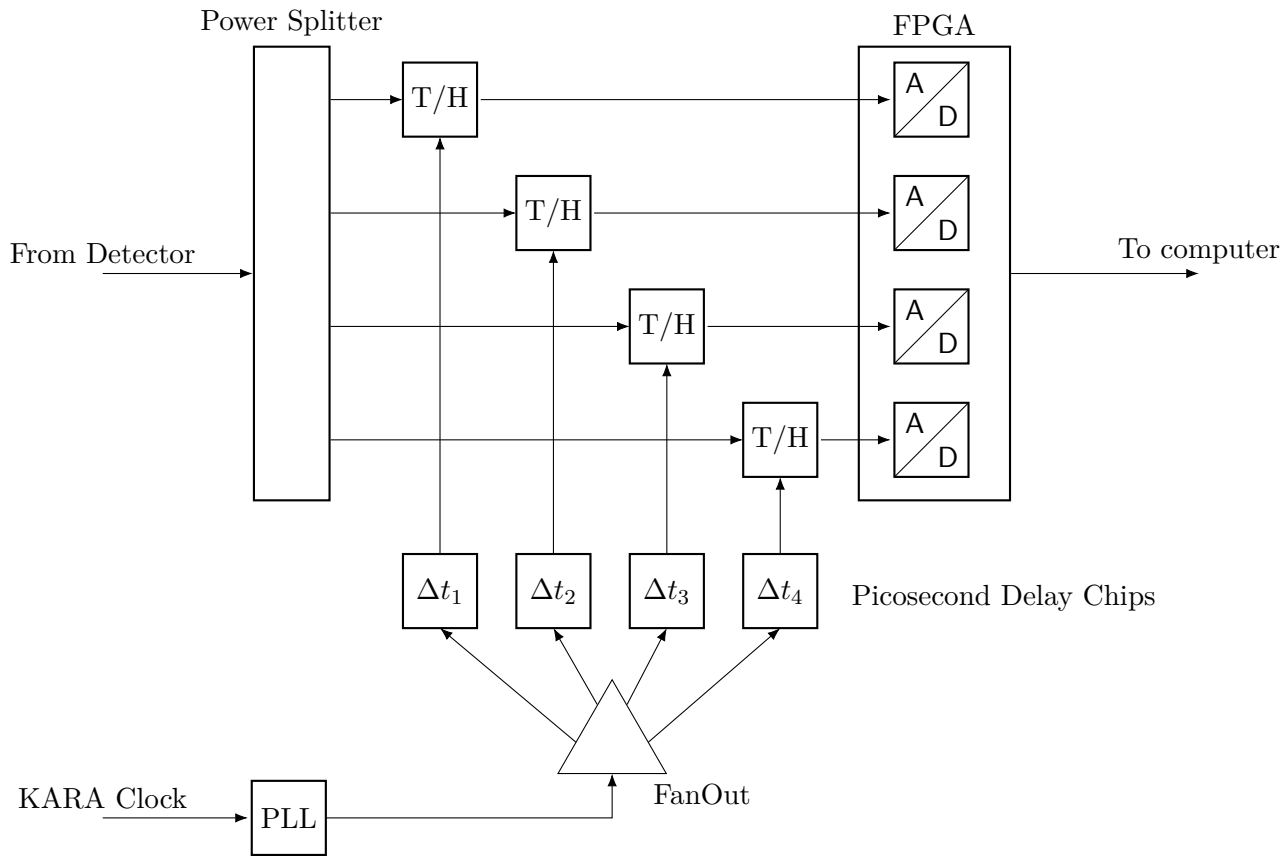 Power Splitter
FPGA
T/H
A
D
T/H
A
D
From Detector
To computer
T/H
A
D
T/H
A
D
Δt₁
Δt₂
Δt₃
Δt₄
Picosecond Delay Chips
FanOut
KARA Clock
PLL